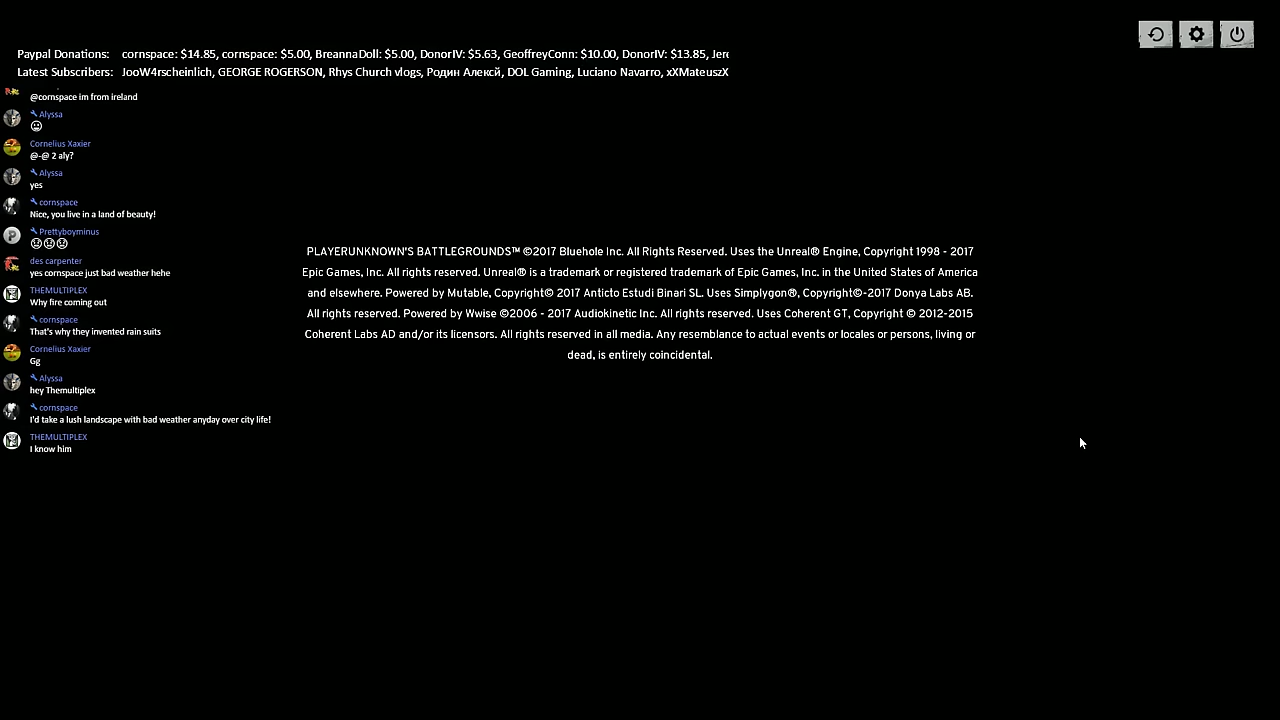 Paypal Donations: cornspace: $14.85, cornspace: $5.00, BreannaDoll: $5.00, DonorIV: $5.63, GeoffreyConn: $10.00, DonorIV: $13.85, Jer
Latest Subscribers: JooW4rscheinlich, GEORGE ROGERSON, Rhys Church vlogs, Родин Алексй, DOL Gaming, Luciano Navarro, xXMateuszX
@cornspace im from ireland
Alyssa
Cornelius Xaxier
@-@ 2 aly?
Alyssa
yes
cornspace
Nice, you live in a land of beauty!
Prettyboyminus
des carpenter
yes cornspace just bad weather hehe
THEMULTIPLEX
Why fire coming out
cornspace
That's why they invented rain suits
Cornelius Xaxier
Gg
Alyssa
hey Themultiplex
cornspace
I'd take a lush landscape with bad weather anyday over city life!
THEMULTIPLEX
I know him
PLAYERUNKNOWN'S BATTLEGROUNDS™ ©2017 Bluehole Inc. All Rights Reserved. Uses the Unreal® Engine, Copyright 1998 - 2017
Epic Games, Inc. All rights reserved. Unreal® is a trademark or registered trademark of Epic Games, Inc. in the United States of America
and elsewhere. Powered by Mutable, Copyright© 2017 Anticto Estudi Binari SL. Uses Simplygon®, Copyright©-2017 Donya Labs AB.
All rights reserved. Powered by Wwise ©2006 - 2017 Audiokinetic Inc. All rights reserved. Uses Coherent GT, Copyright © 2012-2015
Coherent Labs AD and/or its licensors. All rights reserved in all media. Any resemblance to actual events or locales or persons, living or
dead, is entirely coincidental.